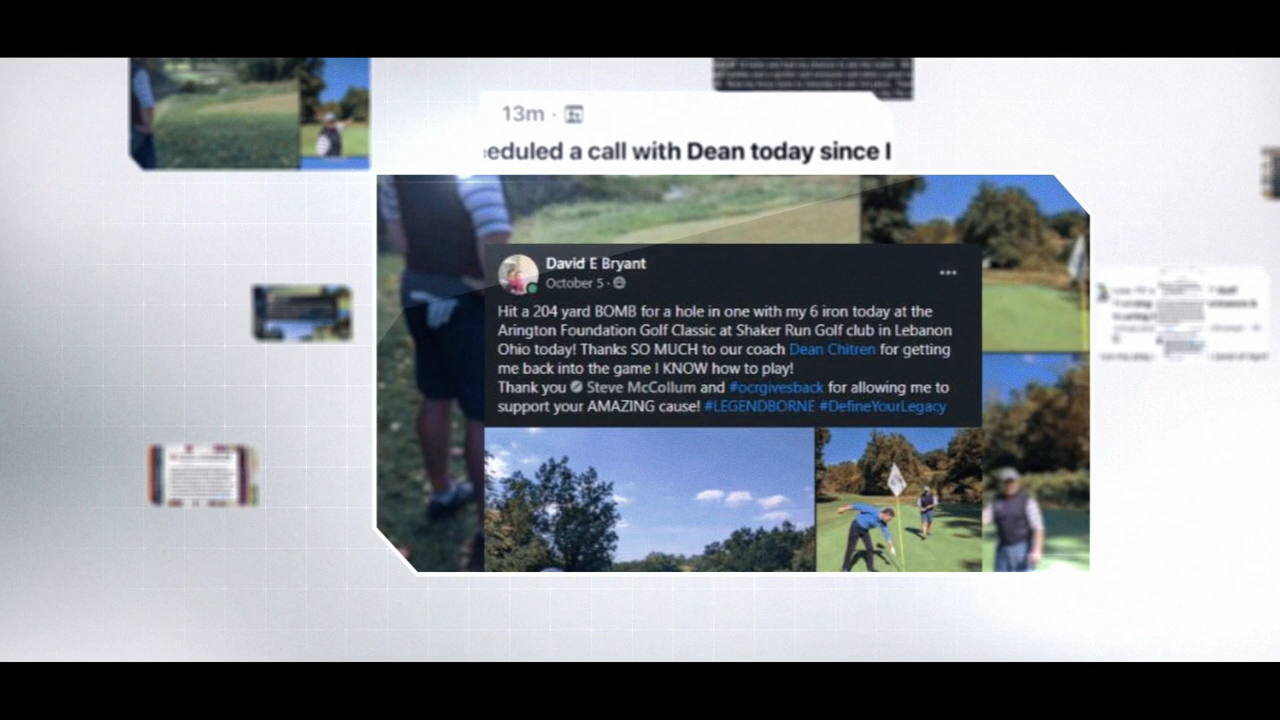 13m ·
eduled a call with Dean today since I
David E Bryant
October 5 ·
Hit a 204 yard BOMB for a hole in one with my 6 iron today at the
Arington Foundation Golf Classic at Shaker Run Golf club in Lebanon
Ohio today! Thanks SO MUCH to our coach Dean Chitren for getting
me back into the game I KNOW how to play!
Thank you Steve McCollum and #ocrgivesback for allowing me to
support your AMAZING cause! #LEGENDBORNE #DefineYourLegacy